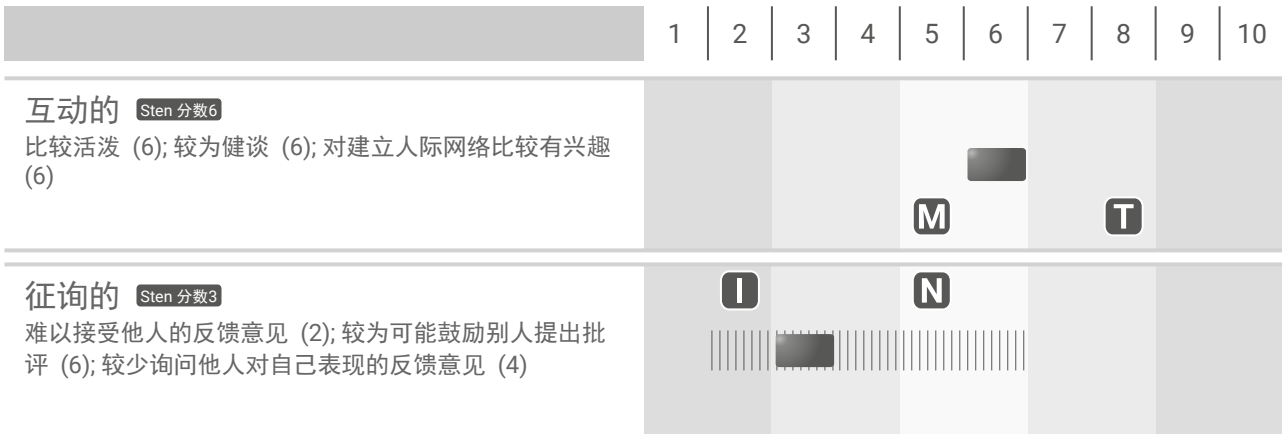 1 2 3 4 5 6 7 8 9 10
互动的 Sten 分数6
比较活泼 (6); 较为健谈 (6); 对建立人际网络比较有兴趣
(6)
M T
征询的 Sten 分数3
I N
难以接受他人的反馈意见 (2); 较为可能鼓励别人提出批
评 (6); 较少询问他人对自己表现的反馈意见 (4)